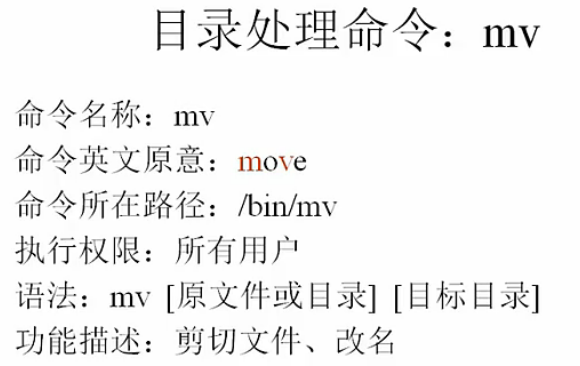 目录处理命令：mv
命令名称：mv
命令英文原意：move
命令所在路径：/bin/mv
执行权限：所有用户
语法：mv [原文件或目录] [目标目录]
功能描述：剪切文件、改名